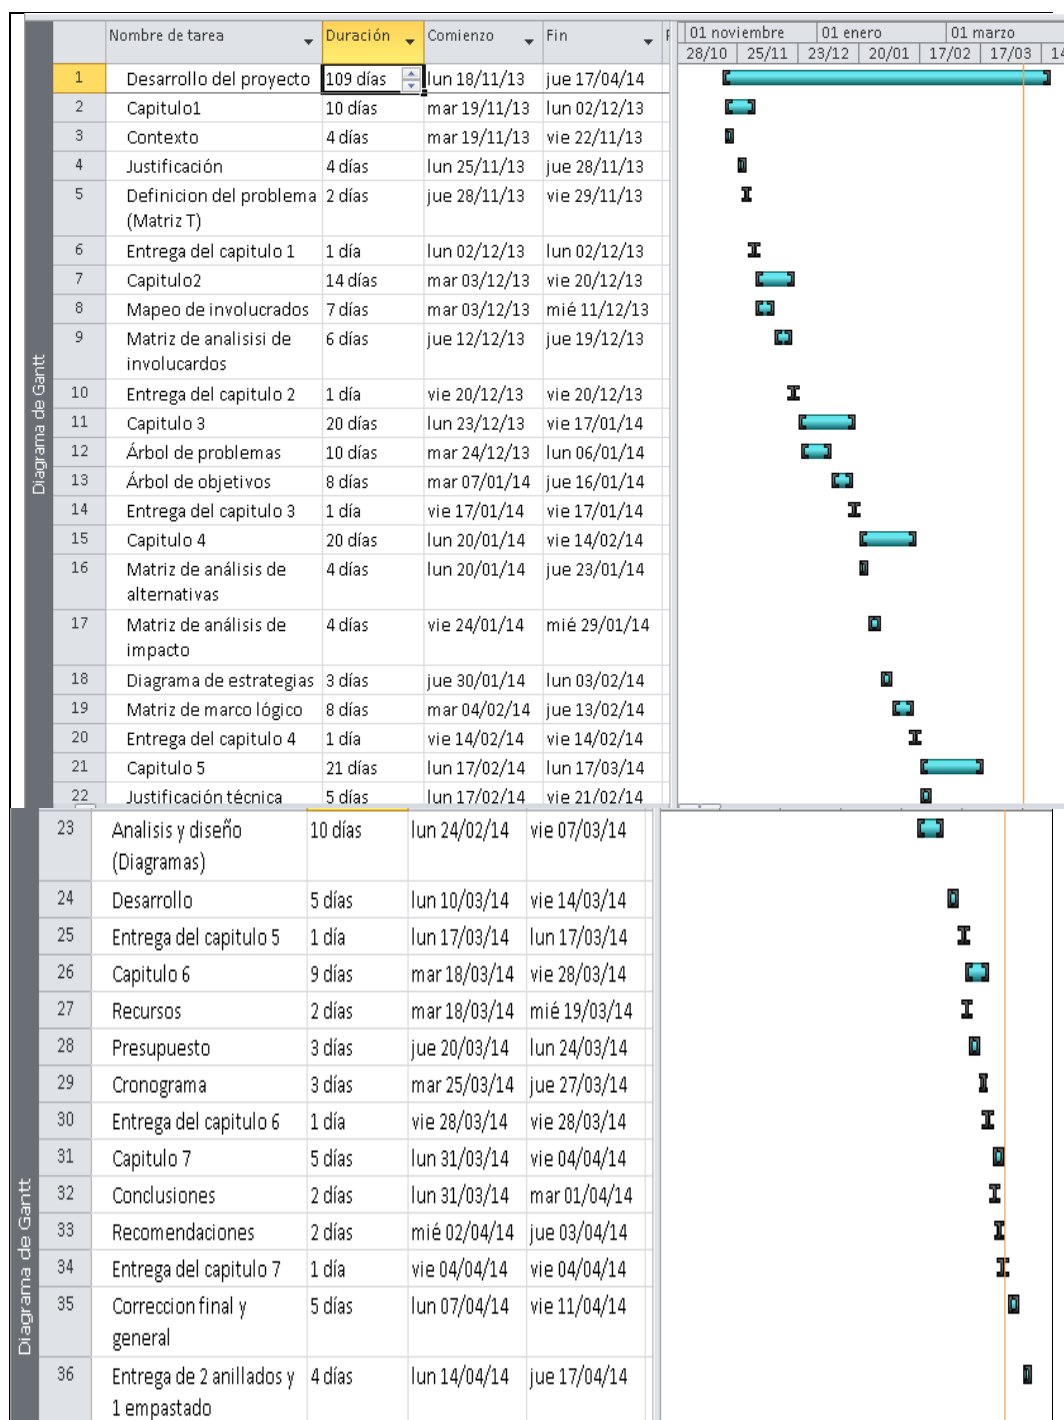 Nombre de tarea Duración Comienzo Fin 01 noviembre 01 enero 01 marzo
28/10 25/11 23/12 20/01 17/02 17/03 14
1 Desarrollo del proyecto 109 días lun 18/11/13 jue 17/04/14
2 Capitulo1 10 días mar 19/11/13 lun 02/12/13
3 Contexto 4 días mar 19/11/13 vie 22/11/13
4 Justificación 4 días lun 25/11/13 jue 28/11/13
5 Definicion del problema 2 días jue 28/11/13 vie 29/11/13
(Matriz T)
6 Entrega del capitulo 1 1 día lun 02/12/13 lun 02/12/13
7 Capitulo2 14 días mar 03/12/13 vie 20/12/13
8 Mapeo de involucrados 7 días mar 03/12/13 mié 11/12/13
9 Matriz de analisisi de 6 días jue 12/12/13 jue 19/12/13
involucardos
10 Entrega del capitulo 2 1 día vie 20/12/13 vie 20/12/13
11 Capitulo 3 20 días lun 23/12/13 vie 17/01/14
12 Árbol de problemas 10 días mar 24/12/13 lun 06/01/14
13 Árbol de objetivos 8 días mar 07/01/14 jue 16/01/14
14 Entrega del capitulo 3 1 día vie 17/01/14 vie 17/01/14
15 Capitulo 4 20 días lun 20/01/14 vie 14/02/14
16 Matriz de análisis de 4 días lun 20/01/14 jue 23/01/14
alternativas
17 Matriz de análisis de 4 días vie 24/01/14 mié 29/01/14
impacto
18 Diagrama de estrategias 3 días jue 30/01/14 lun 03/02/14
19 Matriz de marco lógico 8 días mar 04/02/14 jue 13/02/14
20 Entrega del capitulo 4 1 día vie 14/02/14 vie 14/02/14
21 Capitulo 5 21 días lun 17/02/14 lun 17/03/14
22 Justificación técnica 5 días lun 17/02/14 vie 21/02/14
Diagrama de Gantt
23 Analisis y diseño 10 días lun 24/02/14 vie 07/03/14
(Diagramas)
24 Desarrollo 5 días lun 10/03/14 vie 14/03/14
25 Entrega del capitulo 5 1 día lun 17/03/14 lun 17/03/14
26 Capitulo 6 9 días mar 18/03/14 vie 28/03/14
27 Recursos 2 días mar 18/03/14 mié 19/03/14
28 Presupuesto 3 días jue 20/03/14 lun 24/03/14
29 Cronograma 3 días mar 25/03/14 jue 27/03/14
30 Entrega del capitulo 6 1 día vie 28/03/14 vie 28/03/14
31 Capitulo 7 5 días lun 31/03/14 vie 04/04/14
32 Conclusiones 2 días lun 31/03/14 mar 01/04/14
33 Recomendaciones 2 días mié 02/04/14 jue 03/04/14
34 Entrega del capitulo 7 1 día vie 04/04/14 vie 04/04/14
35 Correccion final y 5 días lun 07/04/14 vie 11/04/14
general
36 Entrega de 2 anillados y 4 días lun 14/04/14 jue 17/04/14
1 empastado
Diagrama de Gantt